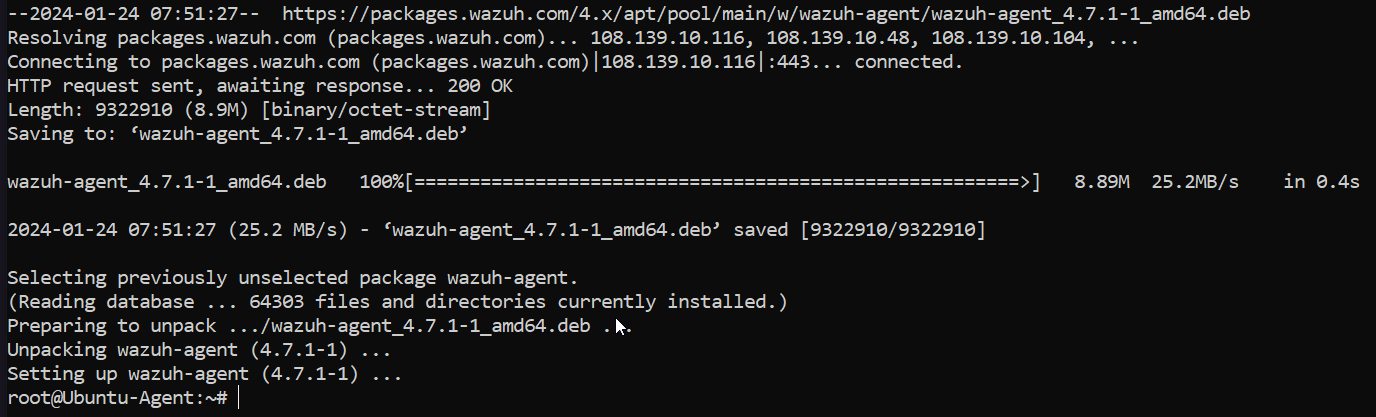 --2024-01-24 07:51:27--  https://packages.wazuh.com/4.x/apt/pool/main/w/wazuh-agent/wazuh-agent_4.7.1-1_amd64.deb
Resolving packages.wazuh.com (packages.wazuh.com)... 108.139.10.116, 108.139.10.48, 108.139.10.104, ...
Connecting to packages.wazuh.com (packages.wazuh.com)|108.139.10.116|:443... connected.
HTTP request sent, awaiting response... 200 OK
Length: 9322910 (8.9M) [binary/octet-stream]
Saving to: ‘wazuh-agent_4.7.1-1_amd64.deb’
wazuh-agent_4.7.1-1_amd64.deb   100%[=======================================================>]   8.89M  25.2MB/s    in 0.4s
2024-01-24 07:51:27 (25.2 MB/s) - ‘wazuh-agent_4.7.1-1_amd64.deb’ saved [9322910/9322910]
Selecting previously unselected package wazuh-agent.
(Reading database ... 64303 files and directories currently installed.)
Preparing to unpack .../wazuh-agent_4.7.1-1_amd64.deb ...
Unpacking wazuh-agent (4.7.1-1) ...
Setting up wazuh-agent (4.7.1-1) ...
root@Ubuntu-Agent:~#